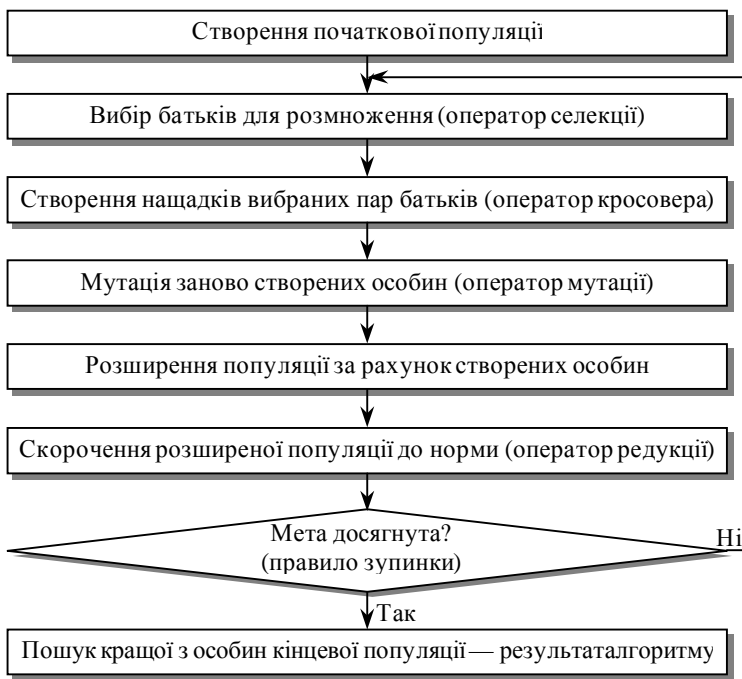 Створення початкової популяції
Вибір батьків для розмноження (оператор селекції)
Створення нащадків вибраних пар батьків (оператор кросовера)
Мутація заново створених особин (оператор мутації)
Розширення популяції за рахунок створених особин
Скорочення розширеної популяції до норми (оператор редукції)
Мета досягнута?
(правило зупинки)
Ні
Так
Пошук кращої з особин кінцевої популяції — результат алгоритму